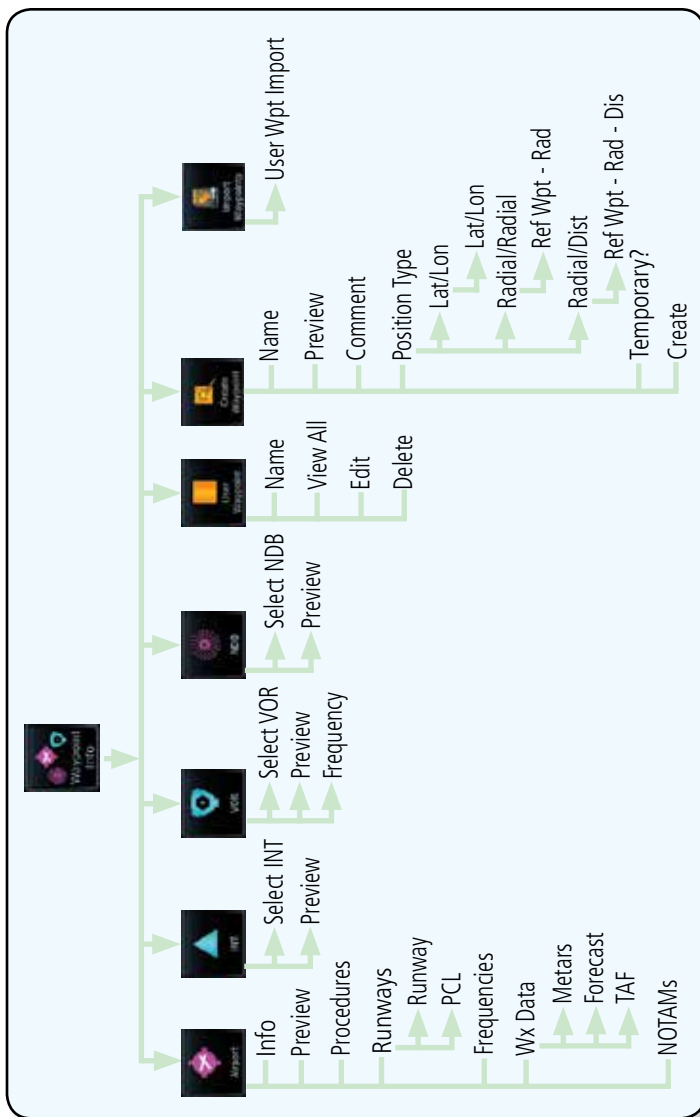 Waypoint
Info
Airport
Info
Preview
Procedures
Runways
Runway
PCL
Frequencies
Wx Data
Metars
Forecast
TAF
NOTAMs
INT
Select INT
Preview
VOR
Select VOR
Preview
Frequency
NDB
Select NDB
Preview
User
Waypoint
Name
View All
Edit
Delete
Create
Waypoint
Name
Preview
Comment
Position Type
Lat/Lon
Lat/Lon
Radial/Radial
Ref Wpt - Rad
Radial/Dist
Ref Wpt - Rad - Dis
Temporary?
Create
Import
Waypoints
User Wpt Import